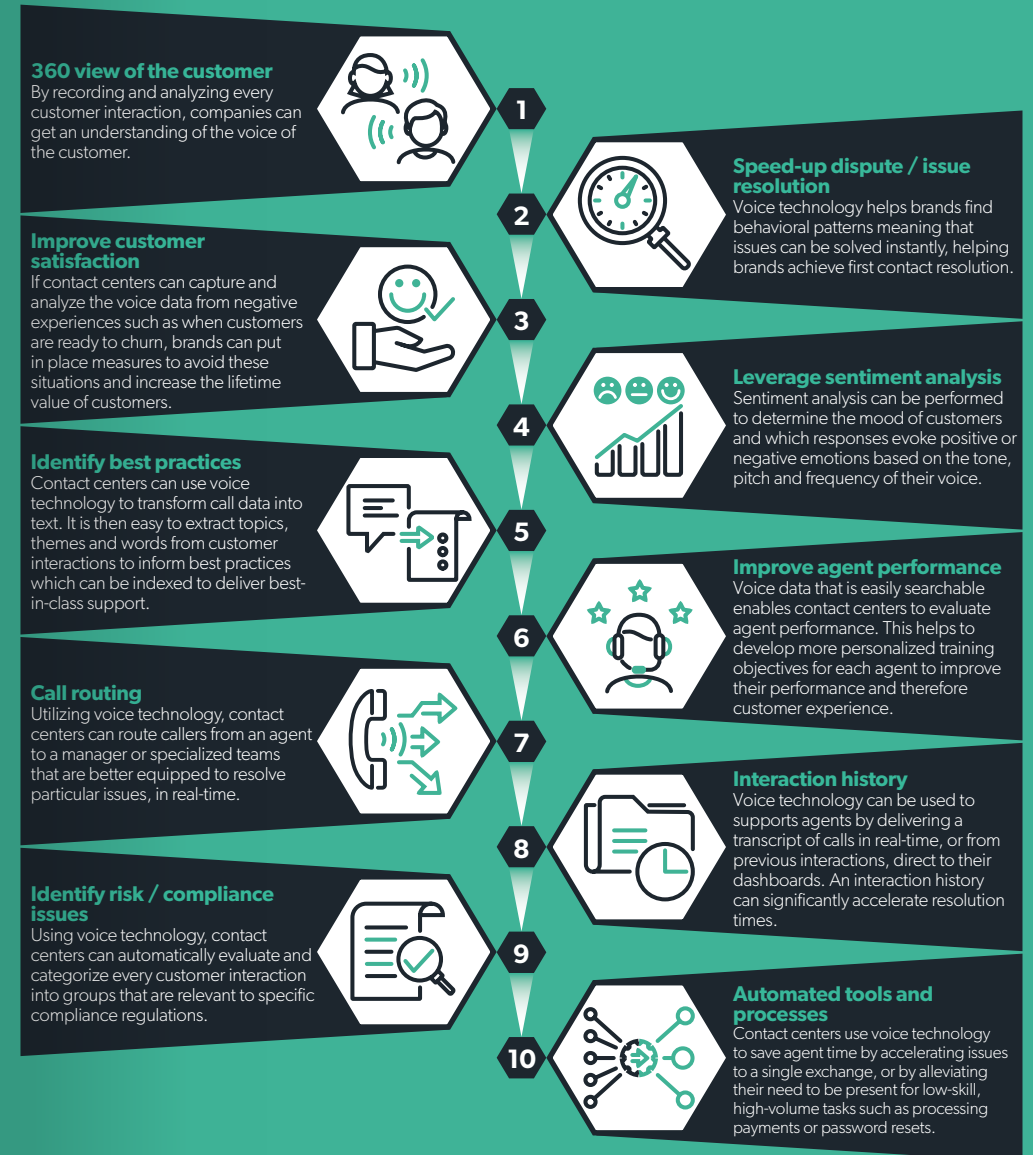 360 view of the customer
By recording and analyzing every
customer interaction, companies can
get an understanding of the voice of
the customer.
1
Speed-up dispute / issue
resolution
Voice technology helps brands find
behavioral patterns meaning that
issues can be solved instantly, helping
brands achieve first contact resolution.
2
Improve customer
satisfaction
If contact centers can capture and
analyze the voice data from negative
experiences such as when customers
are ready to churn, brands can put
in place measures to avoid these
situations and increase the lifetime
value of customers.
3
Leverage sentiment analysis
Sentiment analysis can be performed
to determine the mood of customers
and which responses evoke positive or
negative emotions based on the tone,
pitch and frequency of their voice.
4
Identify best practices
Contact centers can use voice
technology to transform call data into
text. It is then easy to extract topics,
themes and words from customer
interactions to inform best practices
which can be indexed to deliver best-
in-class support.
5
Improve agent performance
Voice data that is easily searchable
enables contact centers to evaluate
agent performance. This helps to
develop more personalized training
objectives for each agent to improve
their performance and therefore
customer experience.
6
Call routing
Utilizing voice technology, contact
centers can route callers from an agent
to a manager or specialized teams
that are better equipped to resolve
particular issues, in real-time.
7
Interaction history
Voice technology can be used to
supports agents by delivering a
transcript of calls in real-time, or from
previous interactions, direct to their
dashboards. An interaction history
can significantly accelerate resolution
times.
8
Identify risk / compliance
issues
Using voice technology, contact
centers can automatically evaluate and
categorize every customer interaction
into groups that are relevant to specific
compliance regulations.
9
Automated tools and
processes
Contact centers use voice technology
to save agent time by accelerating issues
to a single exchange, or by alleviating
their need to be present for low-skill,
high-volume tasks such as processing
payments or password resets.
10